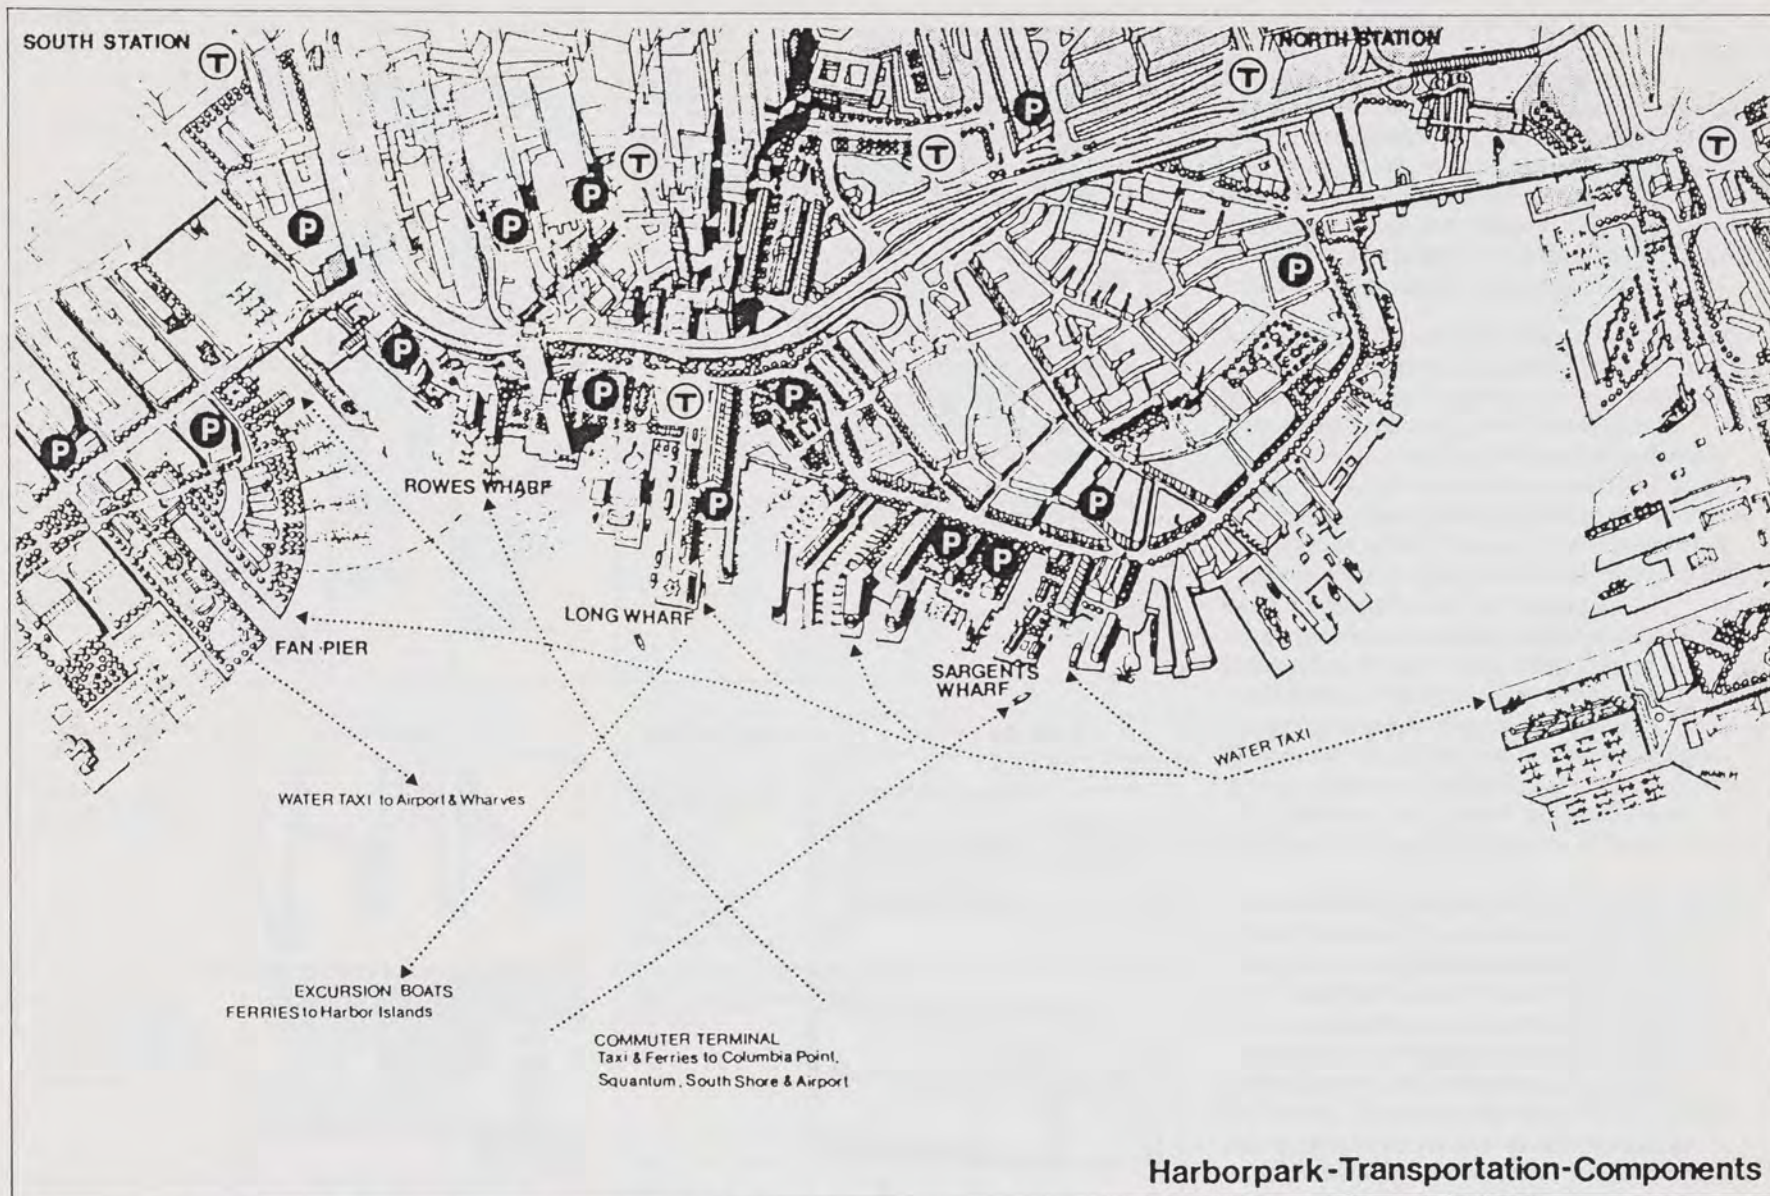 SOUTH STATION
T
NORTH STATION
T
P
T
T
T
P
P
P
P
P
P
T
P
P
P
P
ROWES WHARF
P
P
P
P
LONG WHARF
FAN PIER
SARGENTS
WHARF
WATER TAXI
WATER TAXI to Airport & Wharves
EXCURSION BOATS
FERRIES to Harbor Islands
COMMUTER TERMINAL
Taxi & Ferries to Columbia Point,
Squantum, South Shore & Airport
Harborpark-Transportation-Components